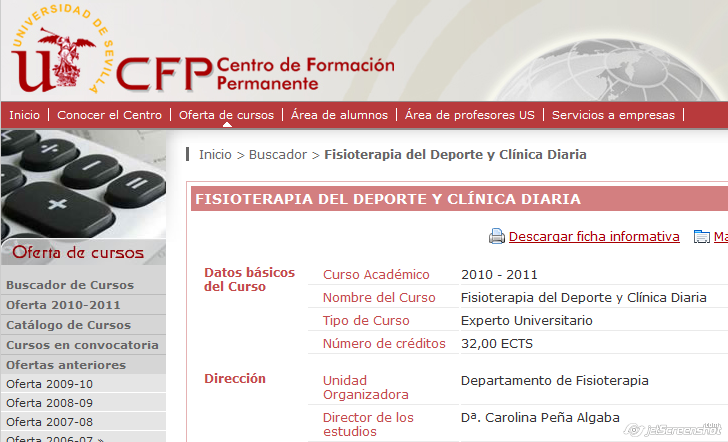 UNIVERSIDAD DE SEVILLA
CFP Centro de Formación
Permanente
Inicio | Conocer el Centro | Oferta de cursos | Área de alumnos | Área de profesores US | Servicios a empresas |
Inicio > Buscador > Fisioterapia del Deporte y Clínica Diaria
FISIOTERAPIA DEL DEPORTE Y CLÍNICA DIARIA
Descargar ficha informativa Ma
Oferta de cursos
Buscador de Cursos
Oferta 2010-2011
Catálogo de Cursos
Cursos en convocatoria
Ofertas anteriores
Oferta 2009-10
Oferta 2008-09
Oferta 2007-08
Oferta 2006-07 »
Datos básicos
del Curso
Curso Académico 2010 - 2011
Nombre del Curso Fisioterapia del Deporte y Clínica Diaria
Tipo de Curso Experto Universitario
Número de créditos 32,00 ECTS
Dirección
Unidad
Organizadora
Departamento de Fisioterapia
Director de los
estudios
Dª. Carolina Peña Algaba
jetScreenshot